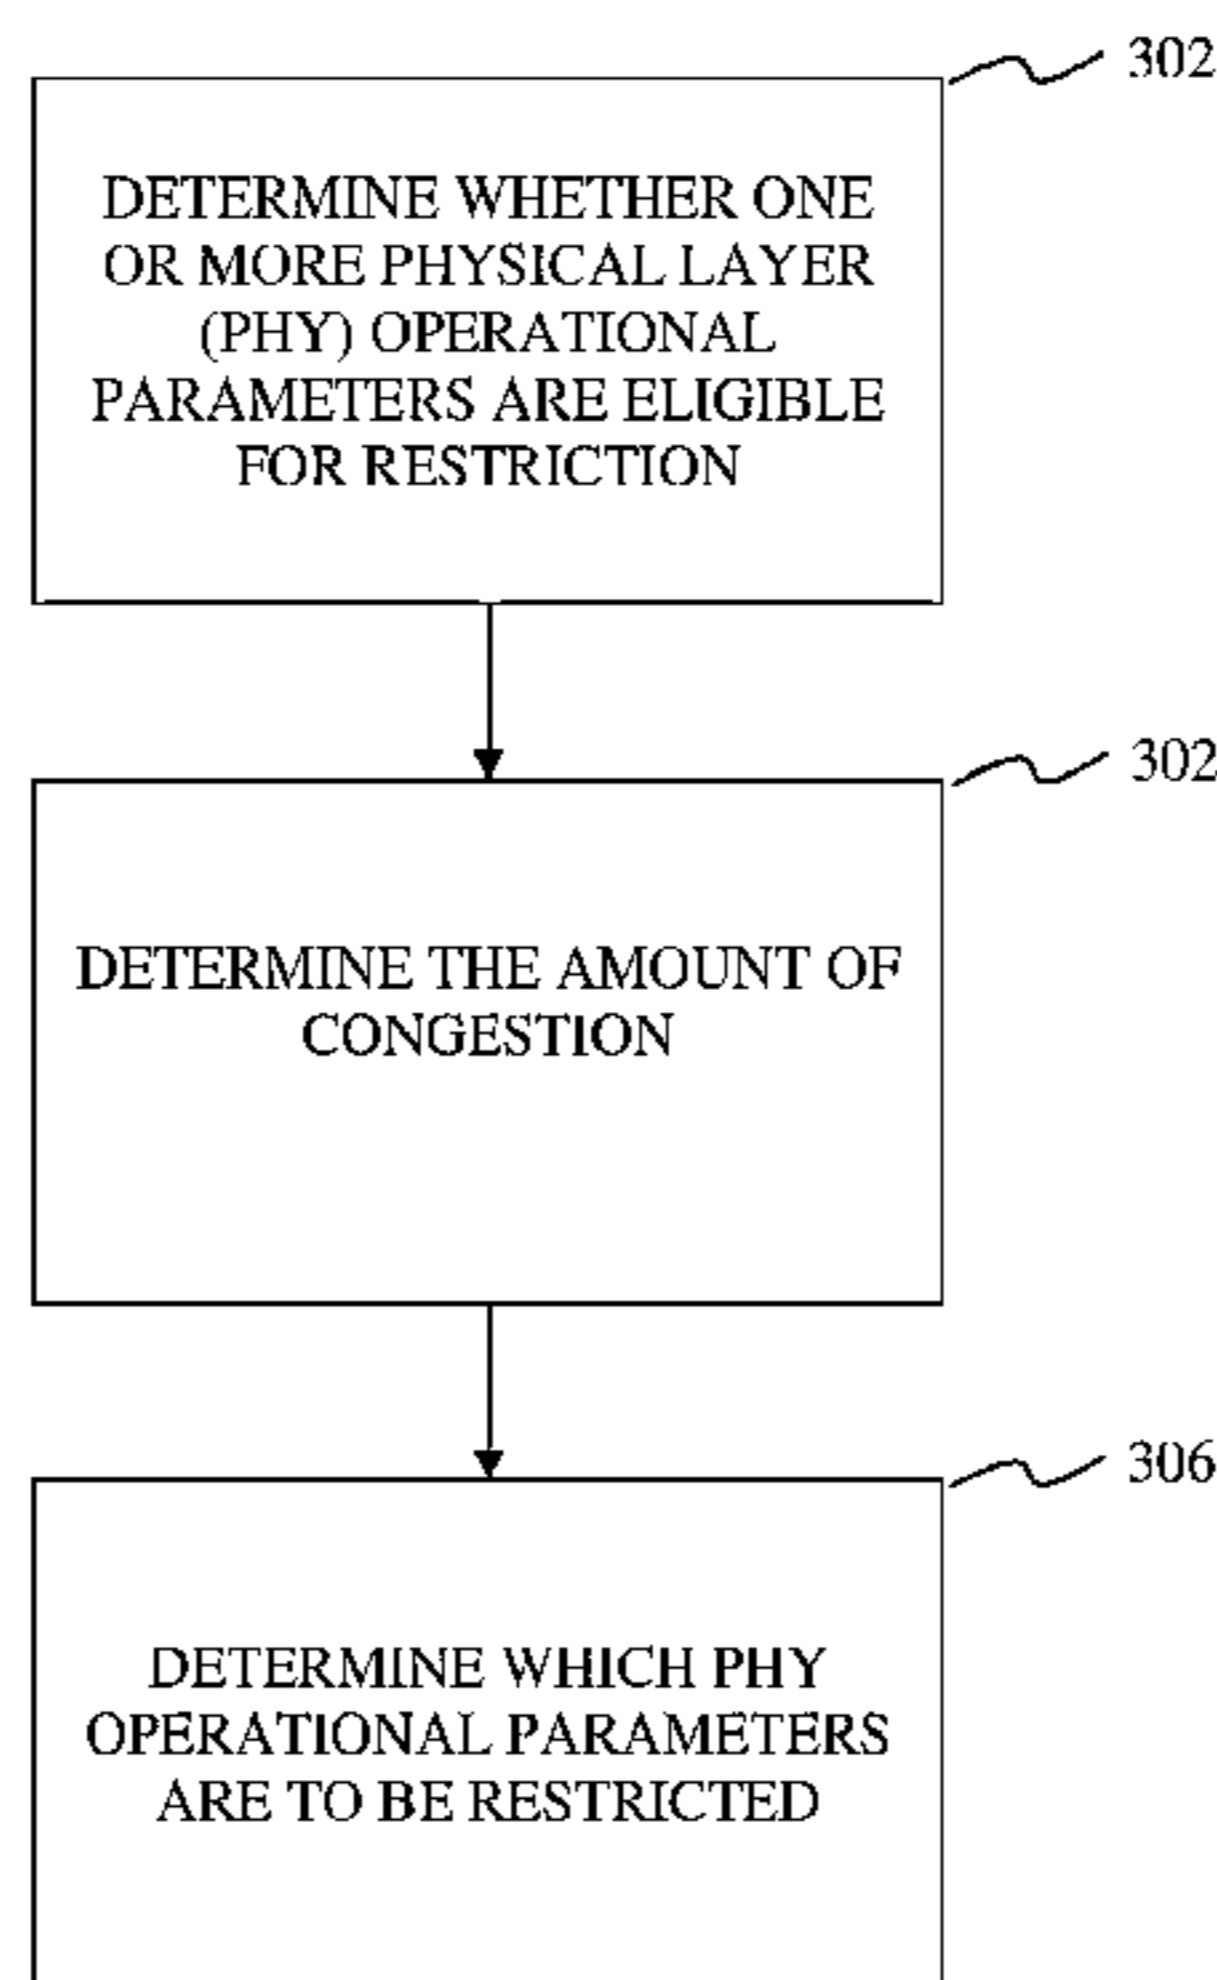 302
DETERMINE WHETHER ONE
OR MORE PHYSICAL LAYER
(PHY) OPERATIONAL
PARAMETERS ARE ELIGIBLE
FOR RESTRICTION
302
DETERMINE THE AMOUNT OF
CONGESTION
306
DETERMINE WHICH PHY
OPERATIONAL PARAMETERS
ARE TO BE RESTRICTED